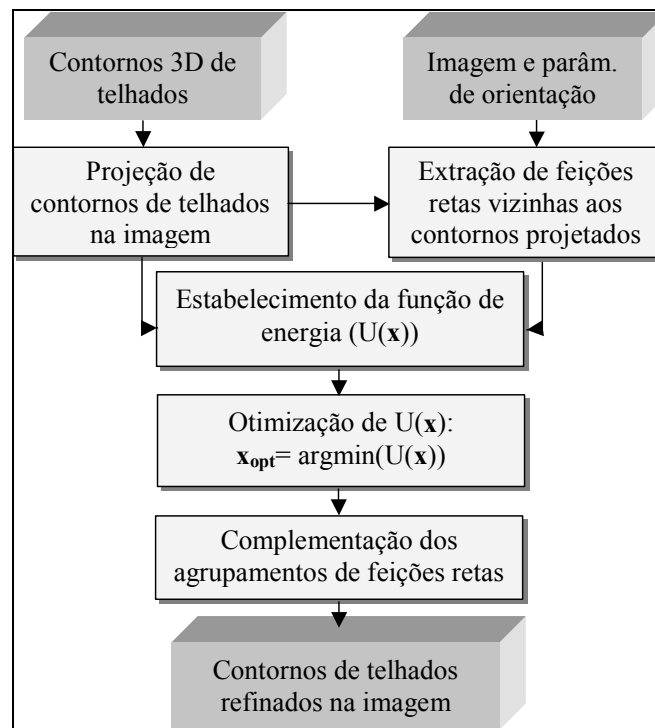 Contornos 3D de
telhados
Imagem e parâm.
de orientação
Projeção de
contornos de telhados
na imagem
Extração de feições
retas vizinhas aos
contornos projetados
Estabelecimento da função de
energia (U(x))
Otimização de U(x):
xopt= argmin(U(x))
Complementação dos
agrupamentos de feições retas
Contornos de telhados
refinados na imagem